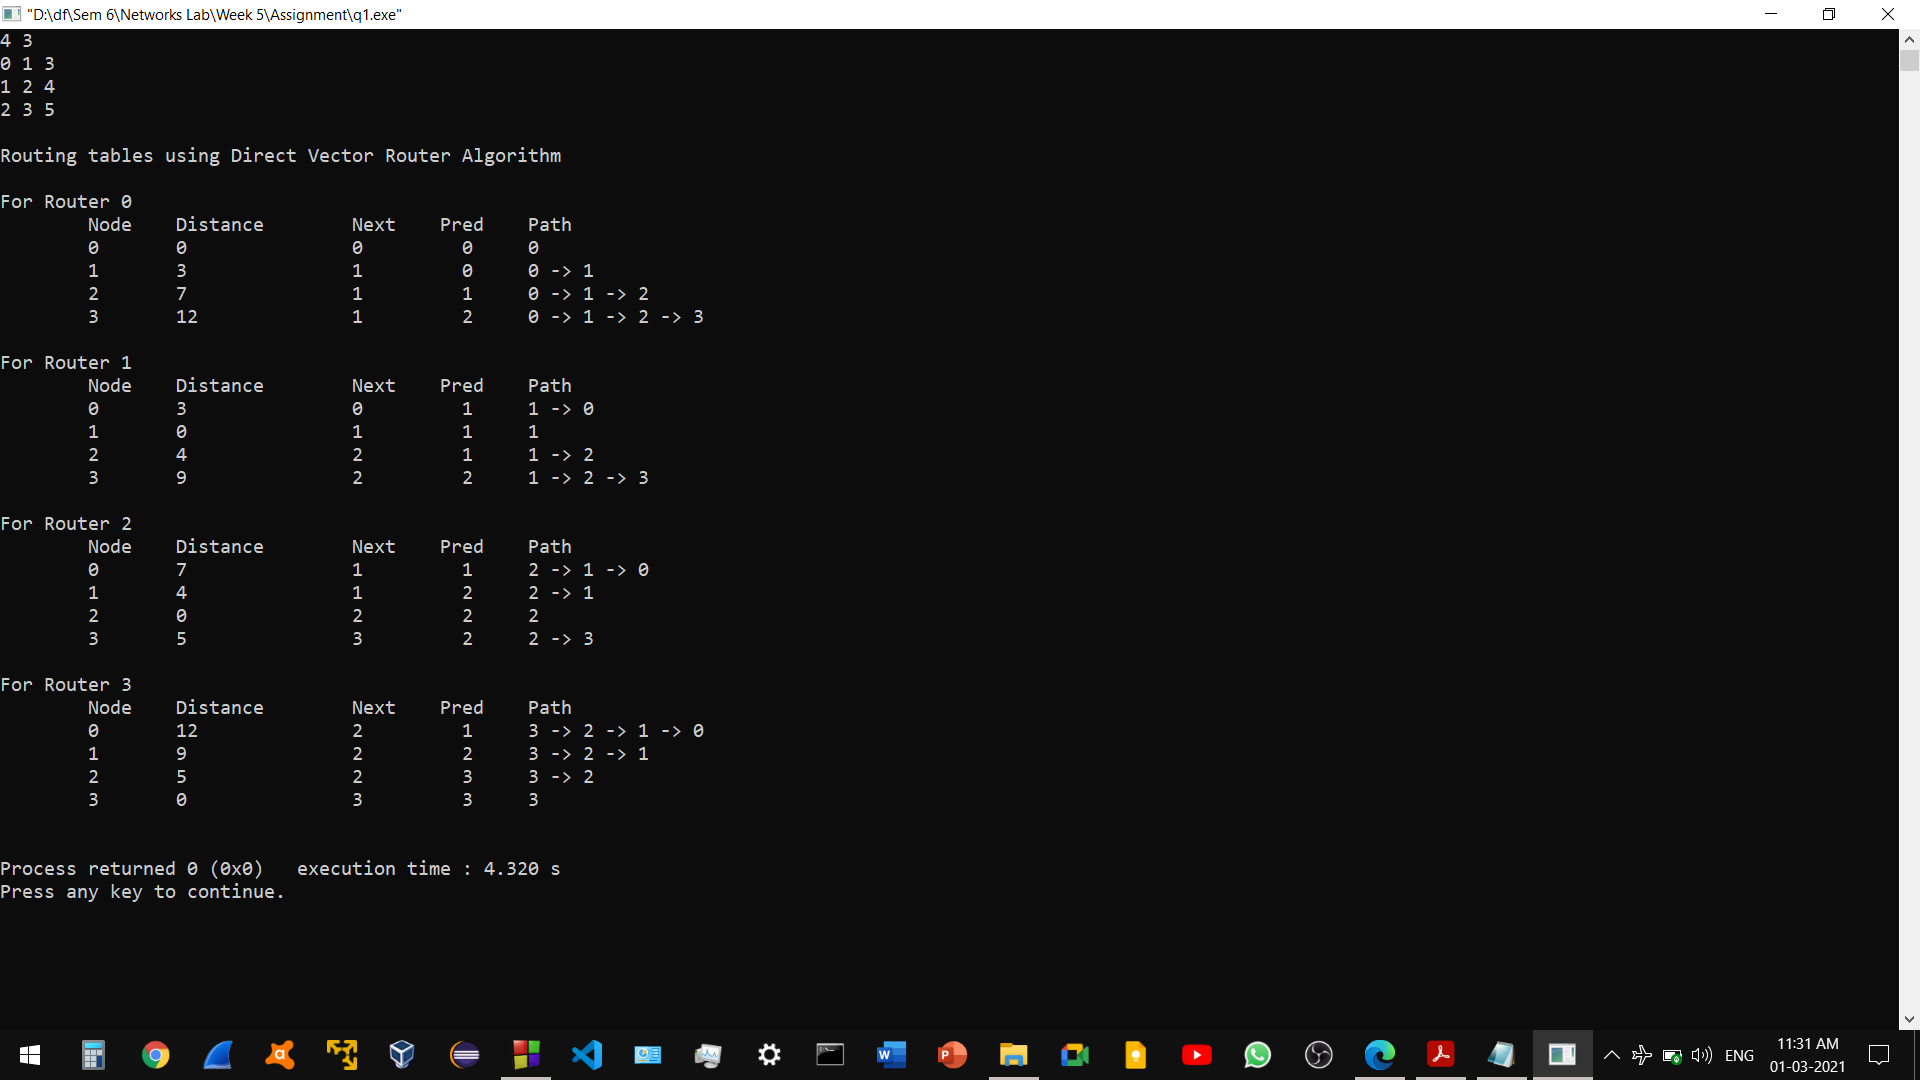 "D:\df\Sem 6\Networks Lab\Week 5\Assignment\q1.exe"
4 3
0 1 3
1 2 4
2 3 5
Routing tables using Direct Vector Router Algorithm
For Router 0
Node Distance Next Pred Path
0 0 0 0 0
1 3 1 0 0 -> 1
2 7 1 1 0 -> 1 -> 2
3 12 1 2 0 -> 1 -> 2 -> 3
For Router 1
Node Distance Next Pred Path
0 3 0 1 1 -> 0
1 0 1 1 1
2 4 2 1 1 -> 2
3 9 2 2 1 -> 2 -> 3
For Router 2
Node Distance Next Pred Path
0 7 1 1 2 -> 1 -> 0
1 4 1 2 2 -> 1
2 0 2 2 2
3 5 3 2 2 -> 3
For Router 3
Node Distance Next Pred Path
0 12 2 1 3 -> 2 -> 1 -> 0
1 9 2 2 3 -> 2 -> 1
2 5 2 3 3 -> 2
3 0 3 3 3
Process returned 0 (0x0)   execution time : 4.320 s
Press any key to continue.
ENG
11:31 AM
01-03-2021